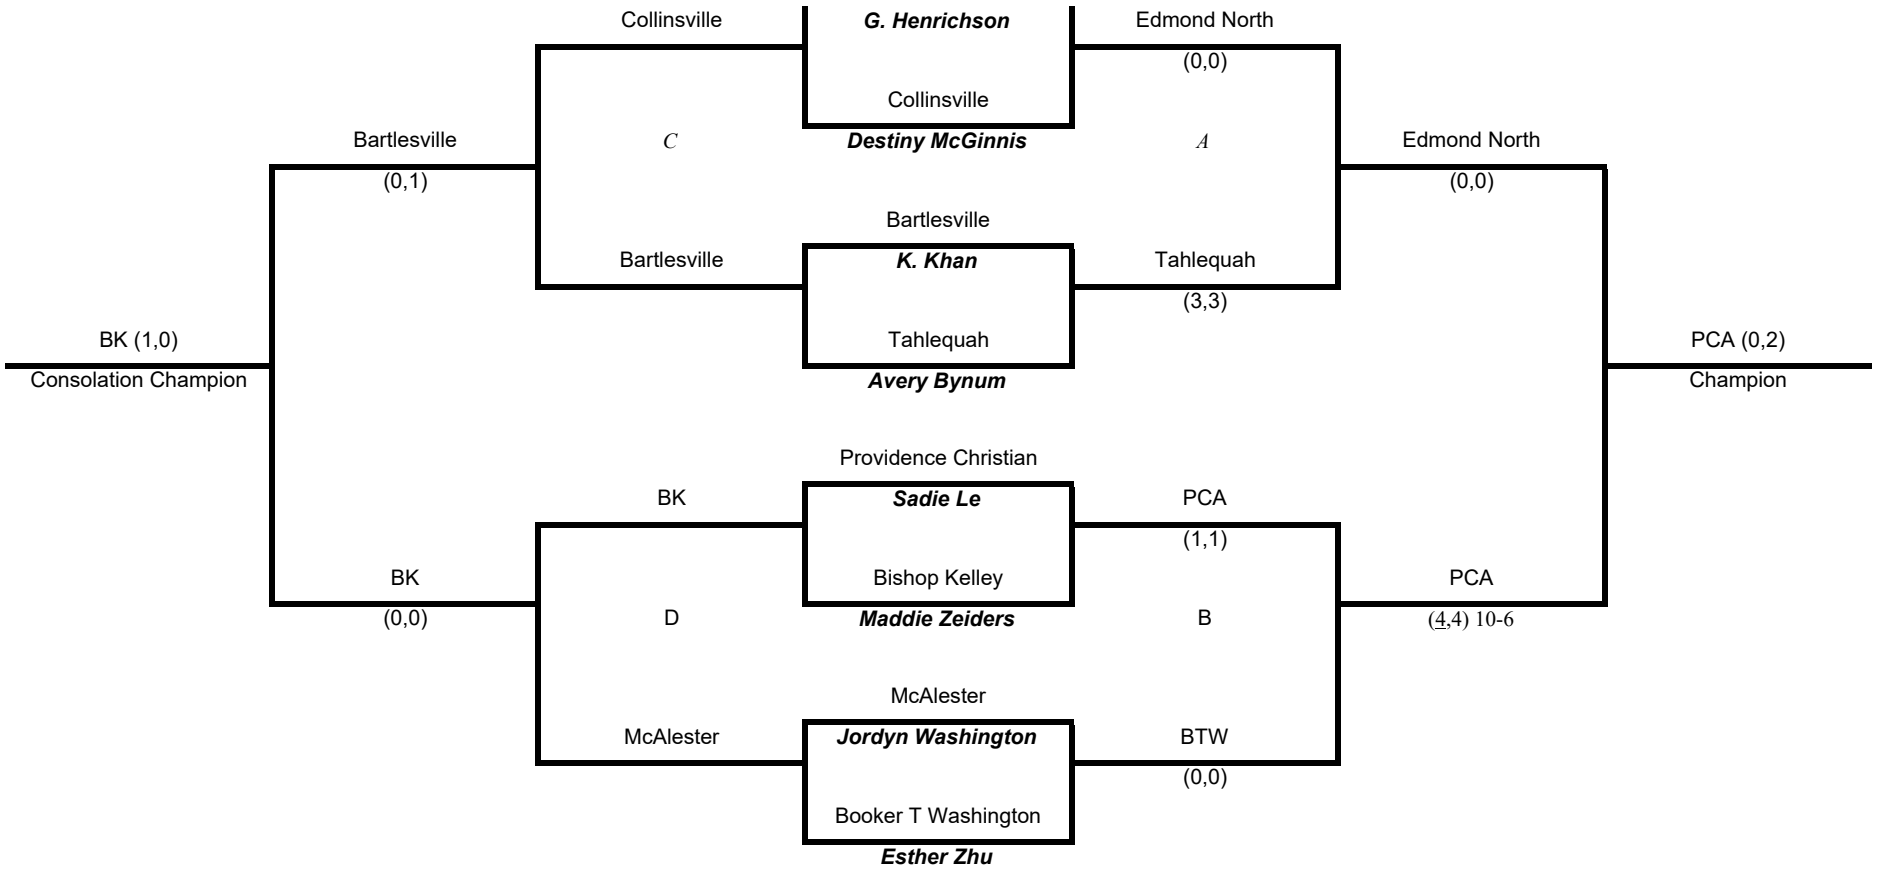 Collinsville
G. Henrichson
Edmond North
(0,0)
Collinsville
Bartlesville
C
Destiny McGinnis
A
Edmond North
(0,1)
(0,0)
Bartlesville
Bartlesville
K. Khan
Tahlequah
(3,3)
BK (1,0)
Tahlequah
PCA (0,2)
Consolation Champion
Avery Bynum
Champion
Providence Christian
BK
Sadie Le
PCA
(1,1)
BK
Bishop Kelley
PCA
(0,0)
D
Maddie Zeiders
B
(4,4) 10-6
McAlester
McAlester
Jordyn Washington
BTW
(0,0)
Booker T Washington
Esther Zhu